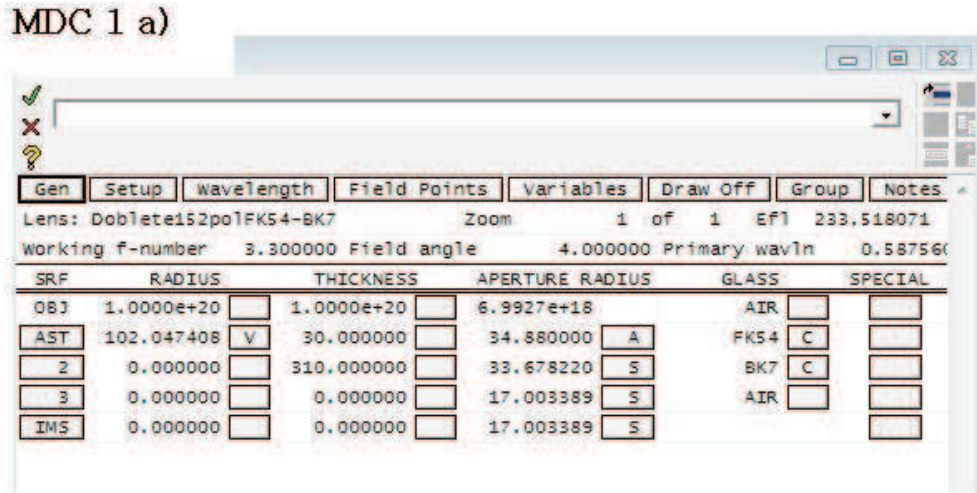 MDC 1 a)
Gen Setup Wavelength Field Points Variables Draw Off Group Notes
Lens: Doblete152polFK54-BK7 Zoom 1 of 1 Efl 233.518071
Working f-number 3.300000 Field angle 4.000000 Primary wavln 0.587560
SRF RADIUS THICKNESS APERTURE RADIUS GLASS SPECIAL
OBJ 1.0000e+20 1.0000e+20 6.9927e+18 AIR
AST 102.047408 V 30.000000 34.880000 A FK54 C
2 0.000000 310.000000 33.678220 S BK7 C
3 0.000000 0.000000 17.003389 S AIR
IMS 0.000000 0.000000 17.003389 S